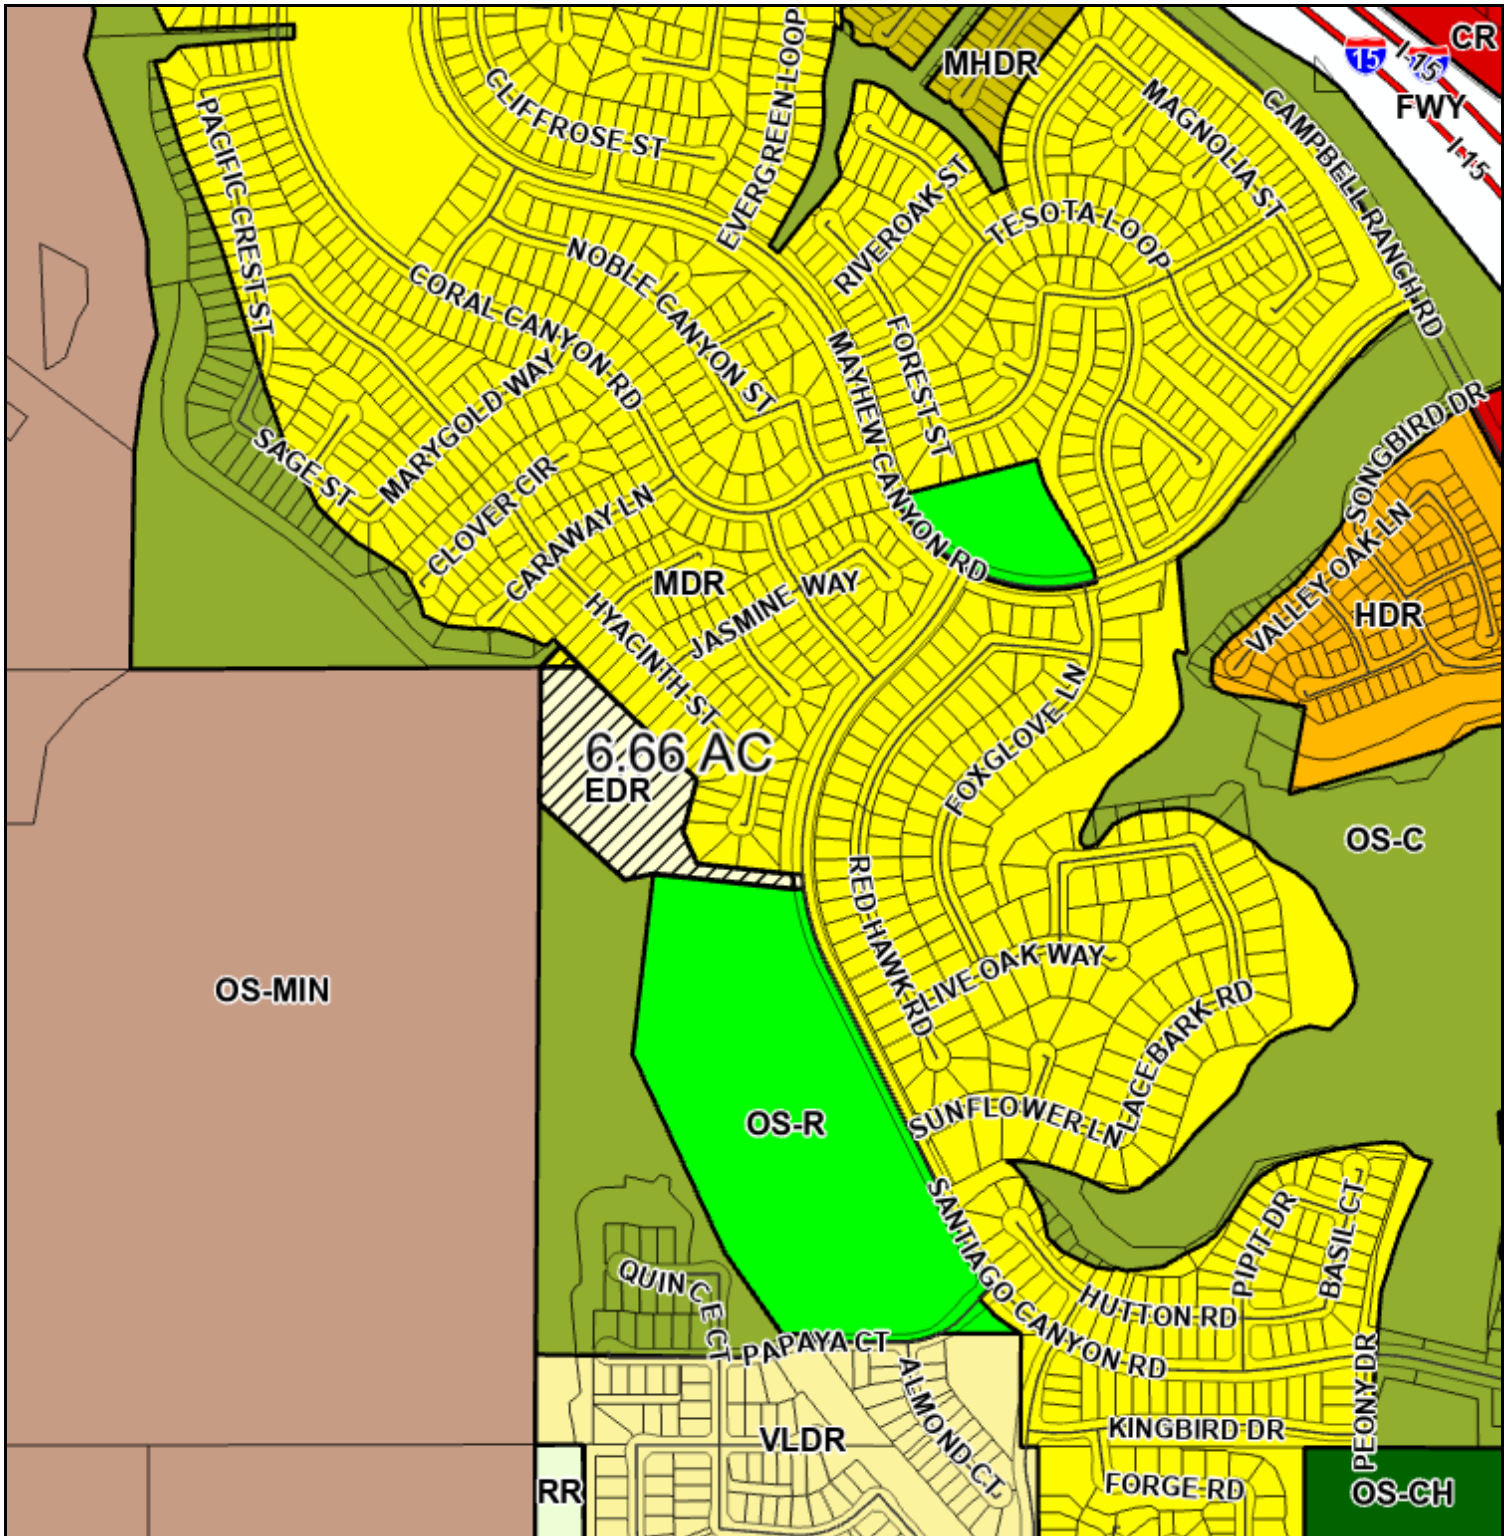 CR
15
I-15
15
FWY
I-15
MHDR
EVERGREEN LOOP
CLIFFROSE ST
MAGNOLIA ST
CAMPBELL RANCH RD
PACIFIC CREST ST
RIVEROAK ST
TESOTA LOOP
NOBLE CANYON ST
CORAL CANYON RD
MAYHEW CANYON RD
FOREST ST
MARYGOLD WAY
SAGE ST
CLOVER CIR
CARAWAY LN
SONGBIRD DR
VALLEY OAK LN
HDR
MDR
JASMINE WAY
HYACINTH ST
FOXGLOVE LN
6.66 AC
EDR
OS-C
RED HAWK RD
LIVE OAK WAY
LACEBARK RD
OS-MIN
OS-R
SUNFLOWER LN
SANTIAGO CANYON RD
PIPIT DR
BASIL CT
HUTTON RD
QUINCE CT
PAPAYA CT
ALMOND CT
PEONY DR
KINGBIRD DR
VLDR
FORGE RD
RR
OS-CH